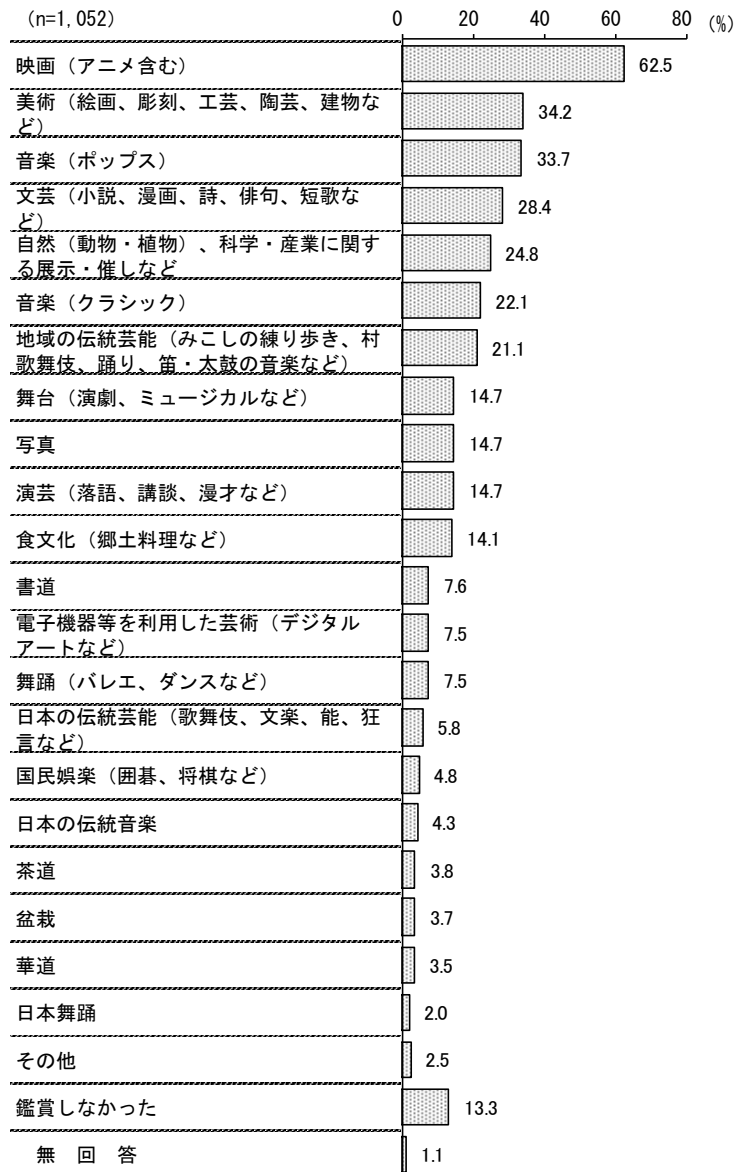 (n=1,052)
0 20 40 60 80 (%)
映画（アニメ含む） 62.5
美術（絵画、彫刻、工芸、陶芸、建物な
ど） 34.2
音楽（ポップス） 33.7
文芸（小説、漫画、詩、俳句、短歌な
ど） 28.4
自然（動物・植物）、科学・産業に関す
る展示・催しなど 24.8
音楽（クラシック） 22.1
地域の伝統芸能（みこしの練り歩き、村
歌舞伎、踊り、笛・太鼓の音楽など） 21.1
舞台（演劇、ミュージカルなど） 14.7
写真 14.7
演芸（落語、講談、漫才など） 14.7
食文化（郷土料理など） 14.1
書道 7.6
電子機器等を利用した芸術（デジタル
アートなど） 7.5
舞踊（バレエ、ダンスなど） 7.5
日本の伝統芸能（歌舞伎、文楽、能、狂
言など） 5.8
国民娯楽（囲碁、将棋など） 4.8
日本の伝統音楽 4.3
茶道 3.8
盆栽 3.7
華道 3.5
日本舞踊 2.0
その他 2.5
鑑賞しなかった 13.3
無　回　答 1.1